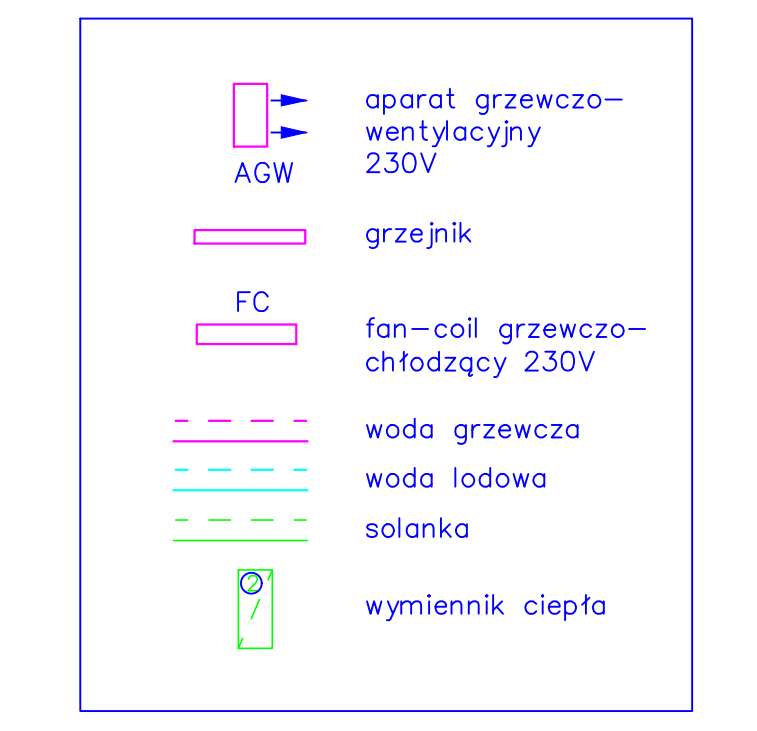 aparat grzewczo-
wentylacyjny
230V
AGW
grzejnik
FC
fan-coil grzewczo-
chłodzący 230V
woda grzewcza
woda lodowa
solanka
2
wymiennik ciepła